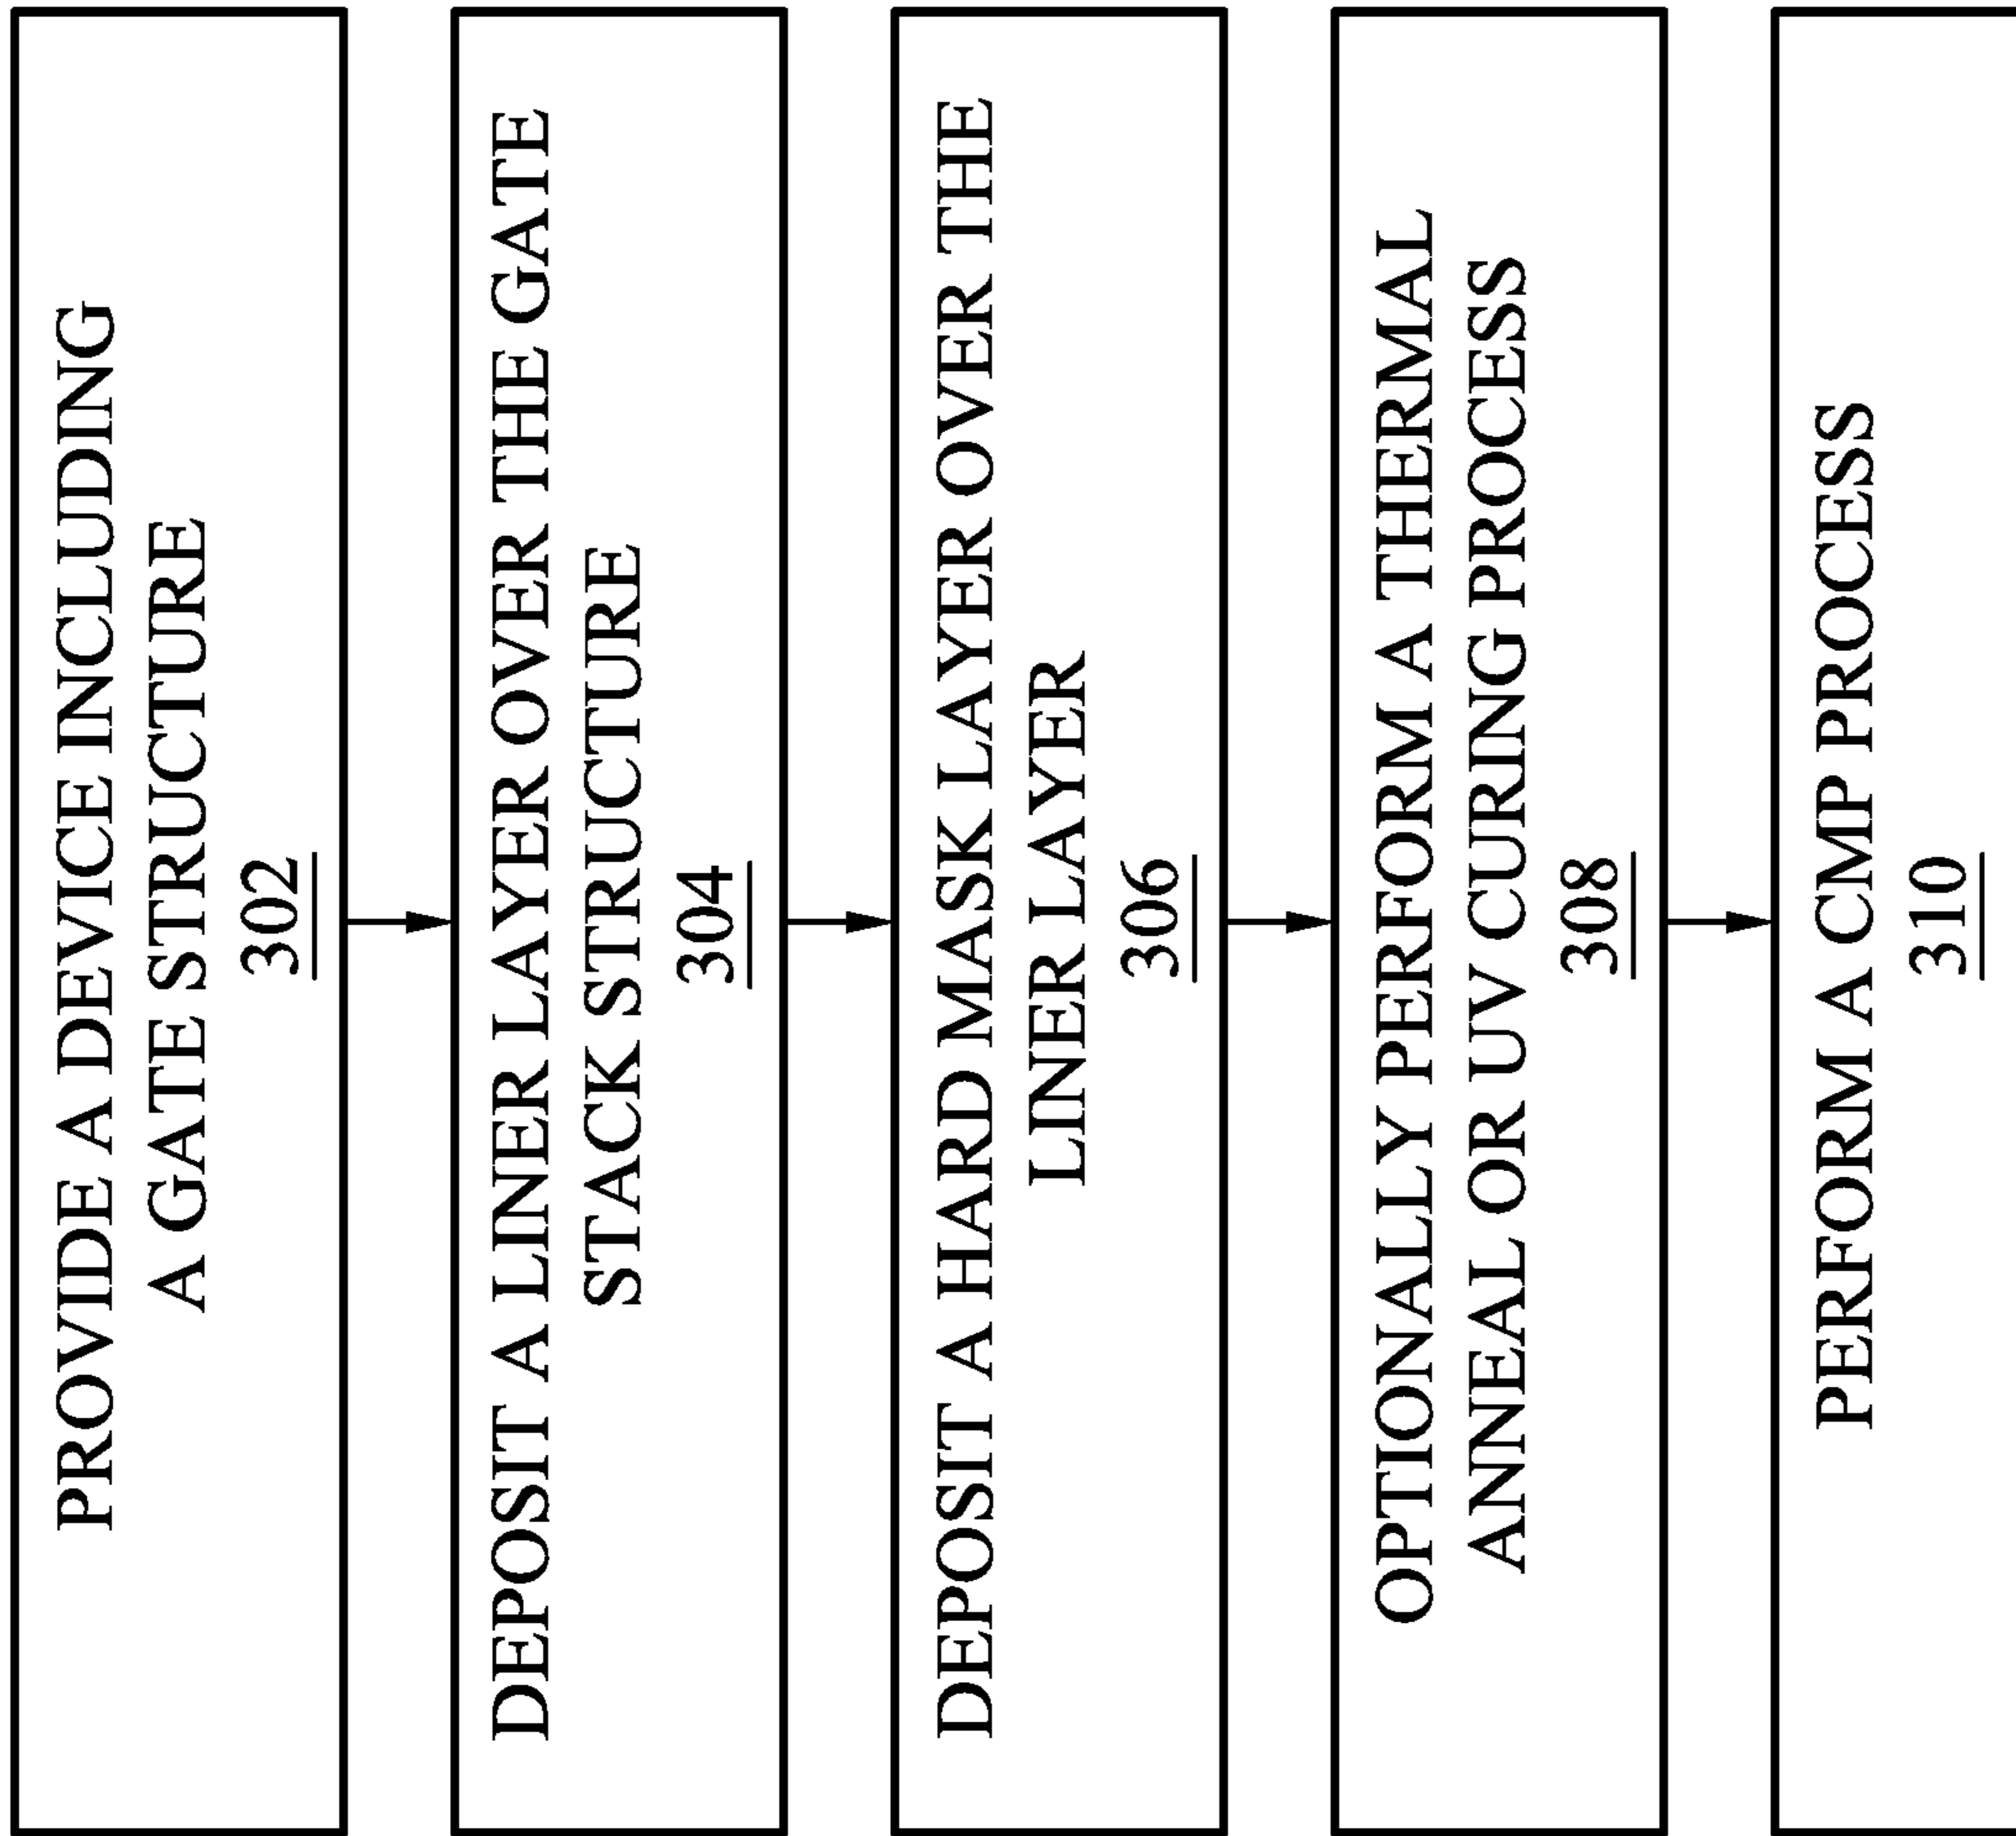 PROVIDE A DEVICE INCLUDING
A GATE STRUCTURE
302
DEPOSIT A LINER LAYER OVER THE GATE
STACK STRUCTURE
304
DEPOSIT A HARD MASK LAYER OVER THE
LINER LAYER
306
OPTIONALLY PERFORM A THERMAL
ANNEAL OR UV CURING PROCESS
308
PERFORM A CMP PROCESS
310